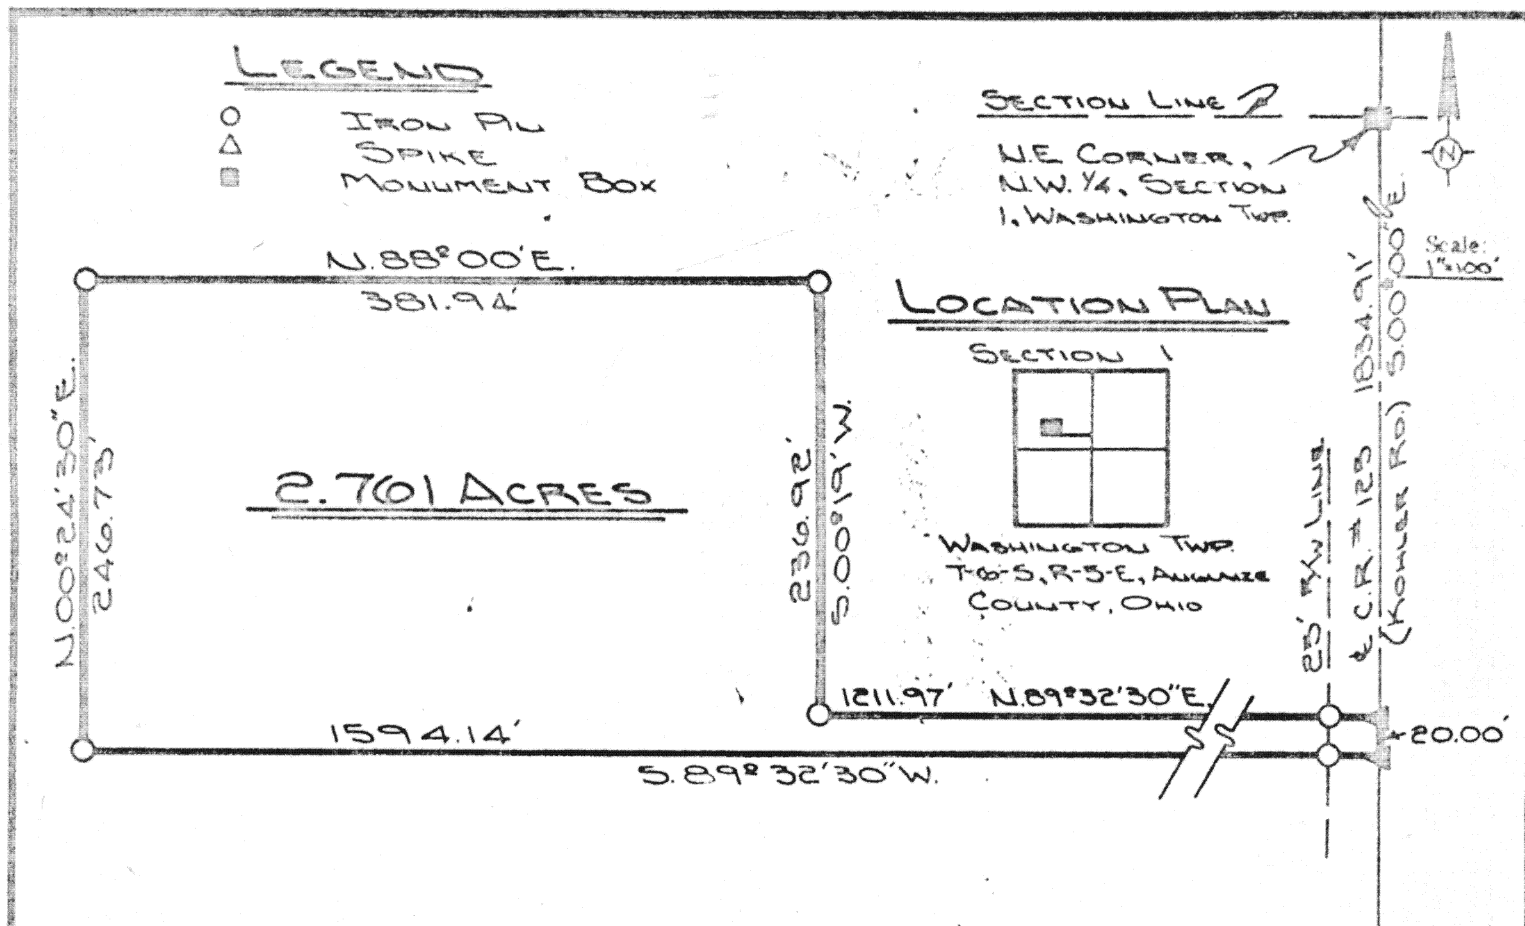 LEGEND
IRON PIN
SPIKE
MONUMENT BOX
SECTION LINE
N.E. CORNER,
N.W. 1/4, SECTION
1, WASHINGTON TWP.
N
Scale:
1"=100'
N.88°00'E.
381.94'
N.00°24'30"E.
246.73'
2.761 ACRES
236.92'
S.00°19'W.
LOCATION PLAN
SECTION 1
WASHINGTON TWP.
T-6-S, R-5-E, AUGLAIZE
COUNTY, OHIO
25' R/W LINE
℄ C.R. # 123 1834.91'
(KOHLER RD.) S.00°00'E.
1211.97' N.89°32'30"E.
20.00'
1594.14'
S.89°32'30"W.